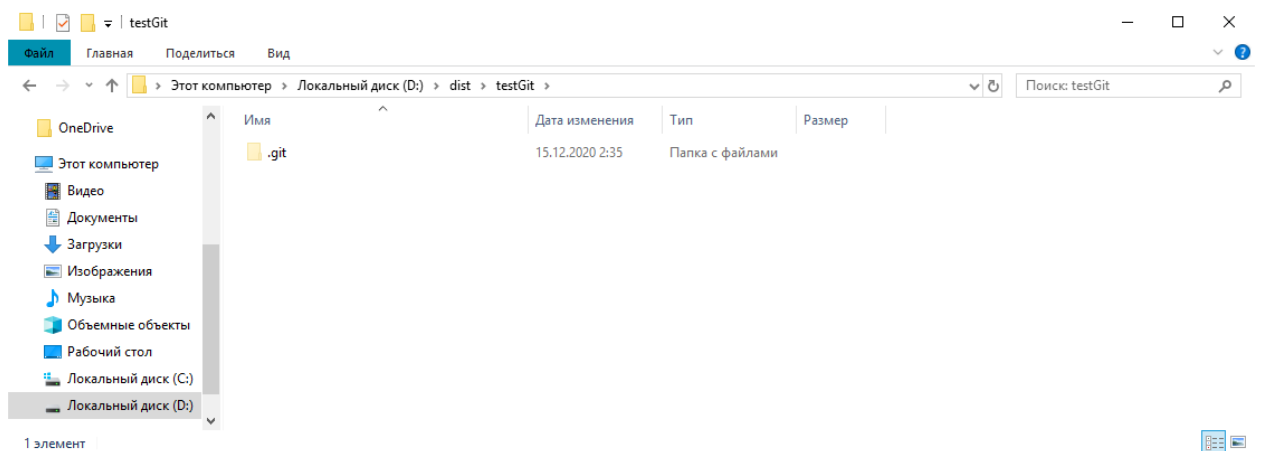 testGit
Файл Главная Поделиться Вид
Этот компьютер › Локальный диск (D:) › dist › testGit ›
Поиск: testGit
Имя Дата изменения Тип Размер
.git 15.12.2020 2:35 Папка с файлами
OneDrive
Этот компьютер
Видео
Документы
Загрузки
Изображения
Музыка
Объемные объекты
Рабочий стол
Локальный диск (C:)
Локальный диск (D:)
1 элемент